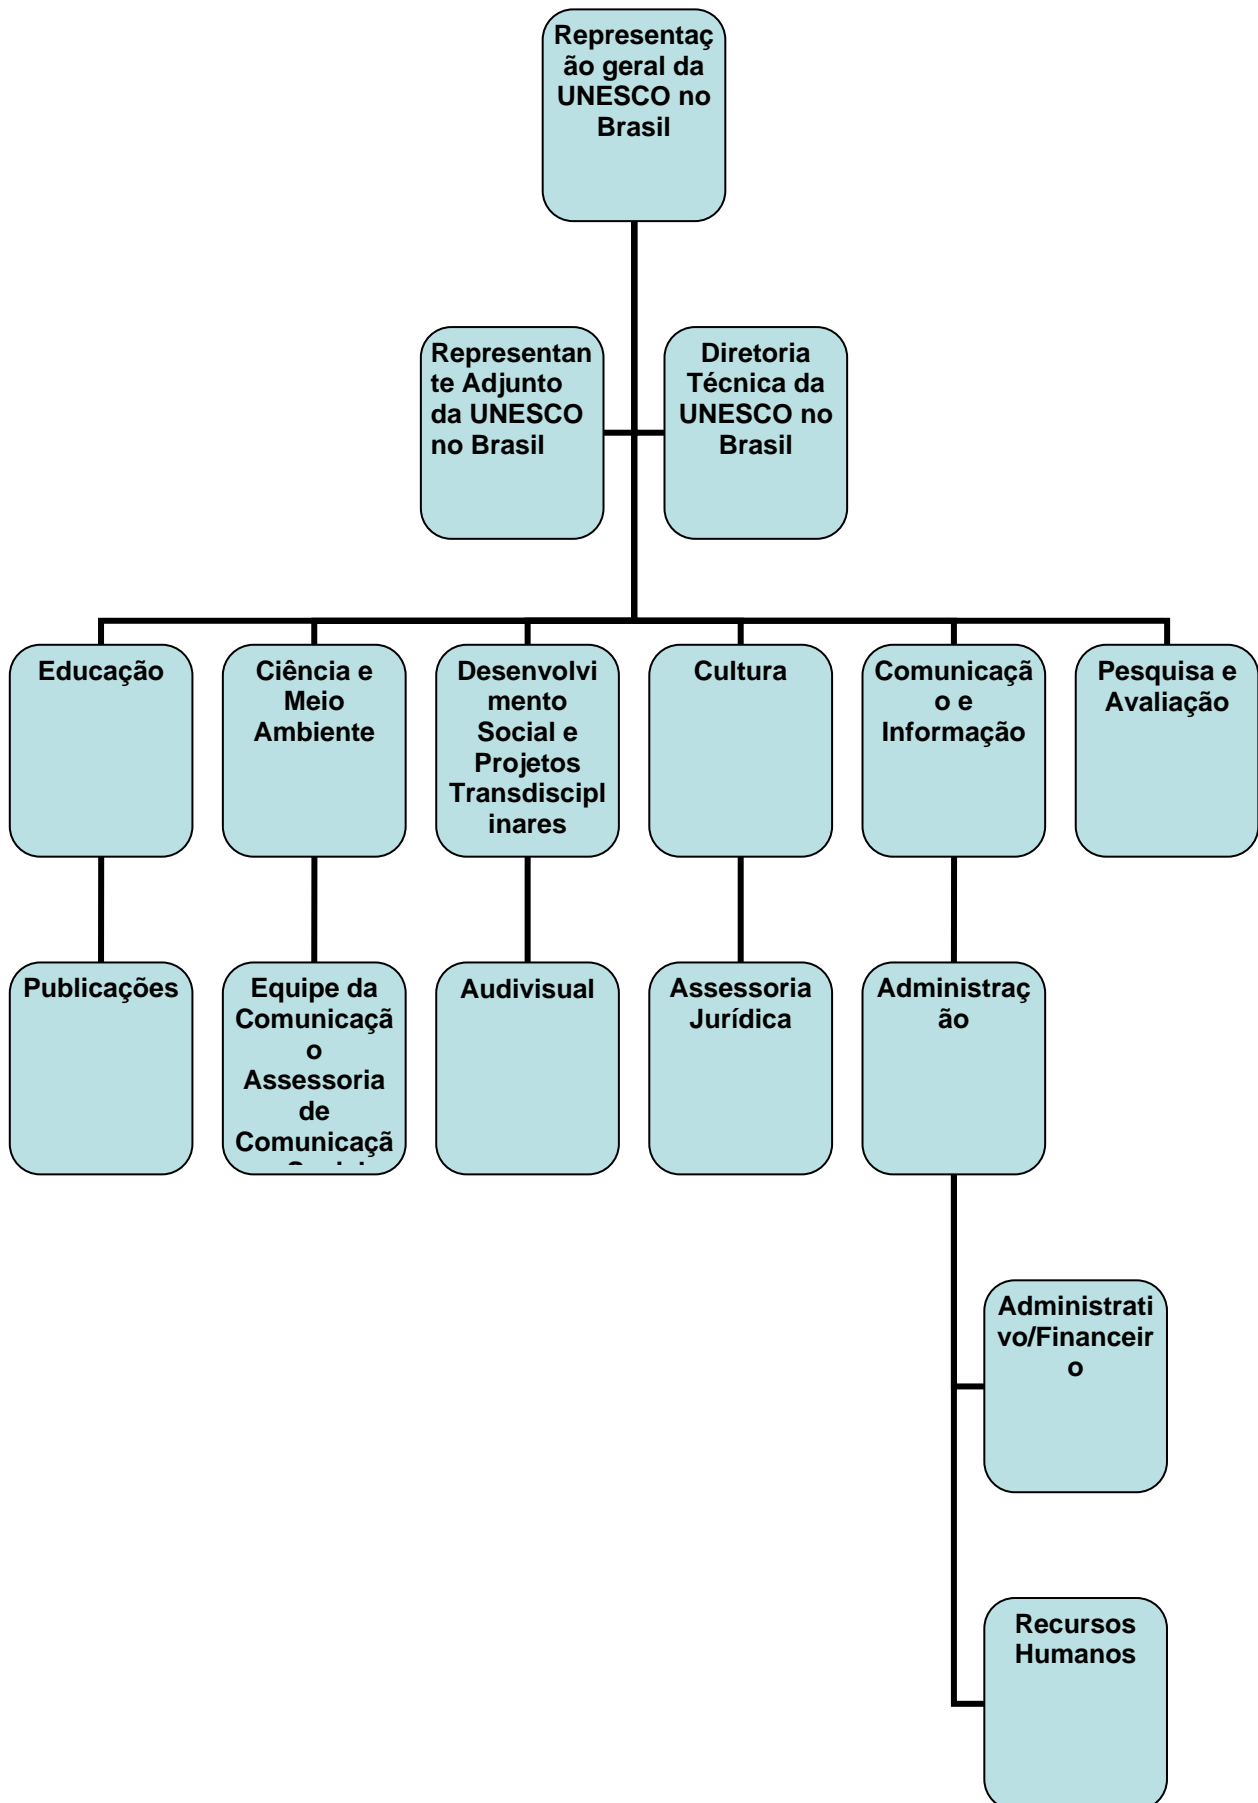 Representaç
ão geral da
UNESCO no
Brasil
Representan
te Adjunto
da UNESCO
no Brasil
Diretoria
Técnica da
UNESCO no
Brasil
Educação
Ciência e
Meio
Ambiente
Desenvolvi
mento
Social e
Projetos
Transdiscipl
inares
Cultura
Comunicaçã
o e
Informação
Pesquisa e
Avaliação
Publicações
Equipe da
Comunicaçã
o
Assessoria
de
Comunicaçã
Audivisual
Assessoria
Jurídica
Administraç
ão
Administrati
vo/Financeir
o
Recursos
Humanos